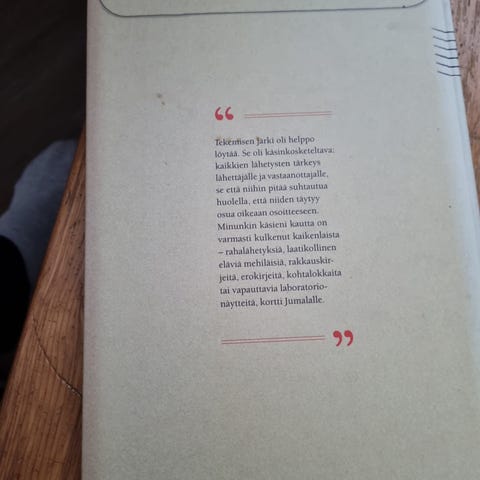 “
Tekemisen järki oli helppo
löytää. Se oli käsinkosketeltava:
kaikkien lähetysten tärkeys
lähettäjälle ja vastaanottajalle,
se että niihin pitää suhtautua
huolella, että niiden täytyy
osua oikeaan osoitteeseen.
Minunkin käsieni kautta on
varmasti kulkenut kaikenlaista
– rahalähetyksiä, laatikollinen
eläviä mehiläisiä, rakkauskir-
jeitä, erokirjeitä, kohtalokkaita
tai vapauttavia laboratorio-
näytteitä, kortti Jumalalle.
”